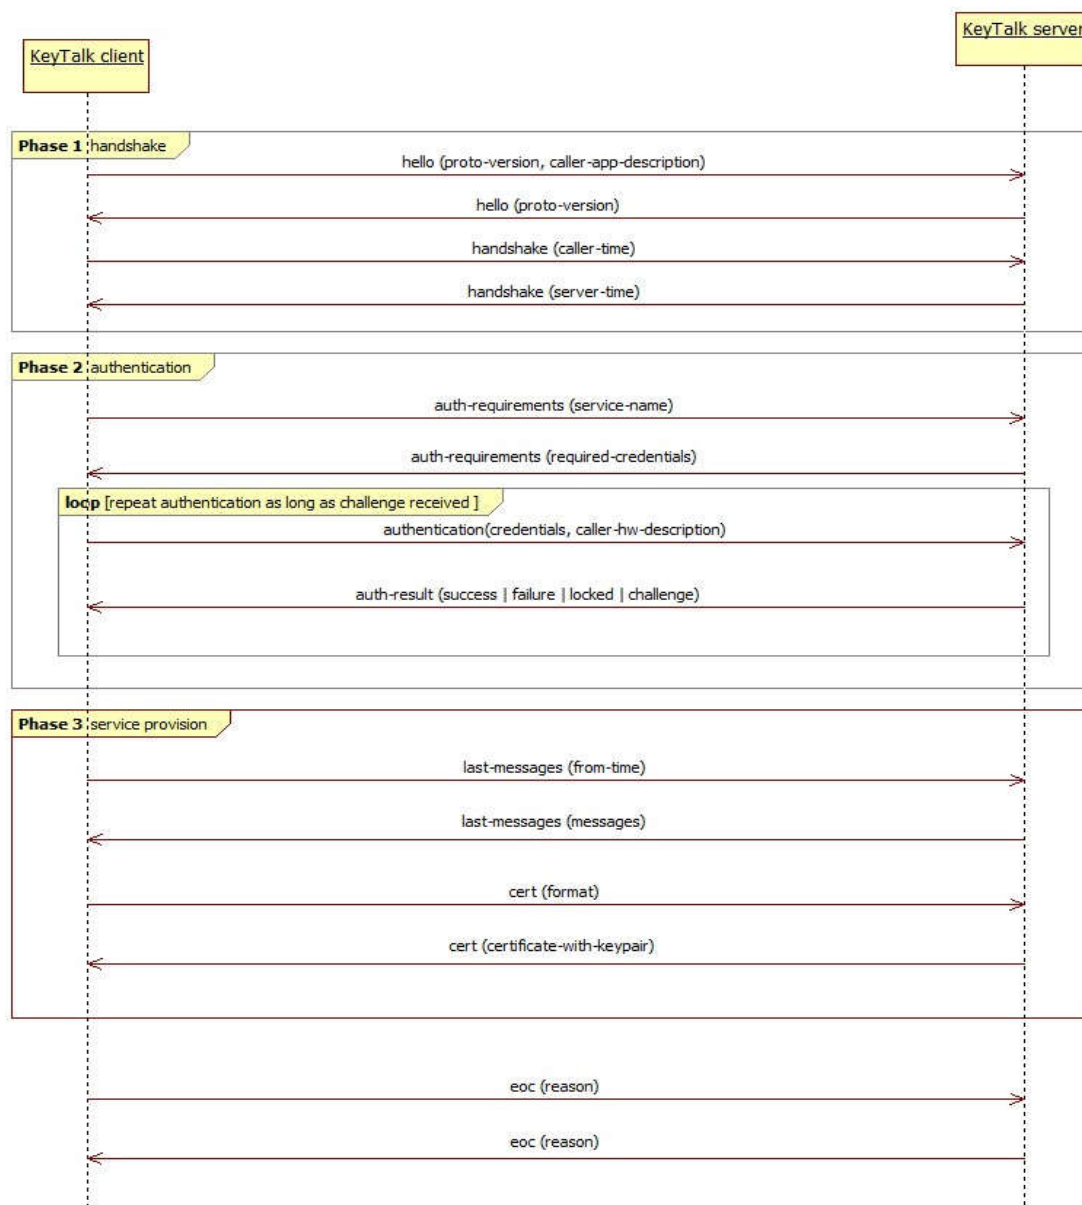 KeyTalk client
KeyTalk server
Phase 1 handshake
hello (proto-version, caller-app-description)
hello (proto-version)
handshake (caller-time)
handshake (server-time)
Phase 2 authentication
auth-requirements (service-name)
auth-requirements (required-credentials)
loop [repeat authentication as long as challenge received ]
authentication(credentials, caller-hw-description)
auth-result (success | failure | locked | challenge)
Phase 3 service provision
last-messages (from-time)
last-messages (messages)
cert (format)
cert (certificate-with-keypair)
eoc (reason)
eoc (reason)